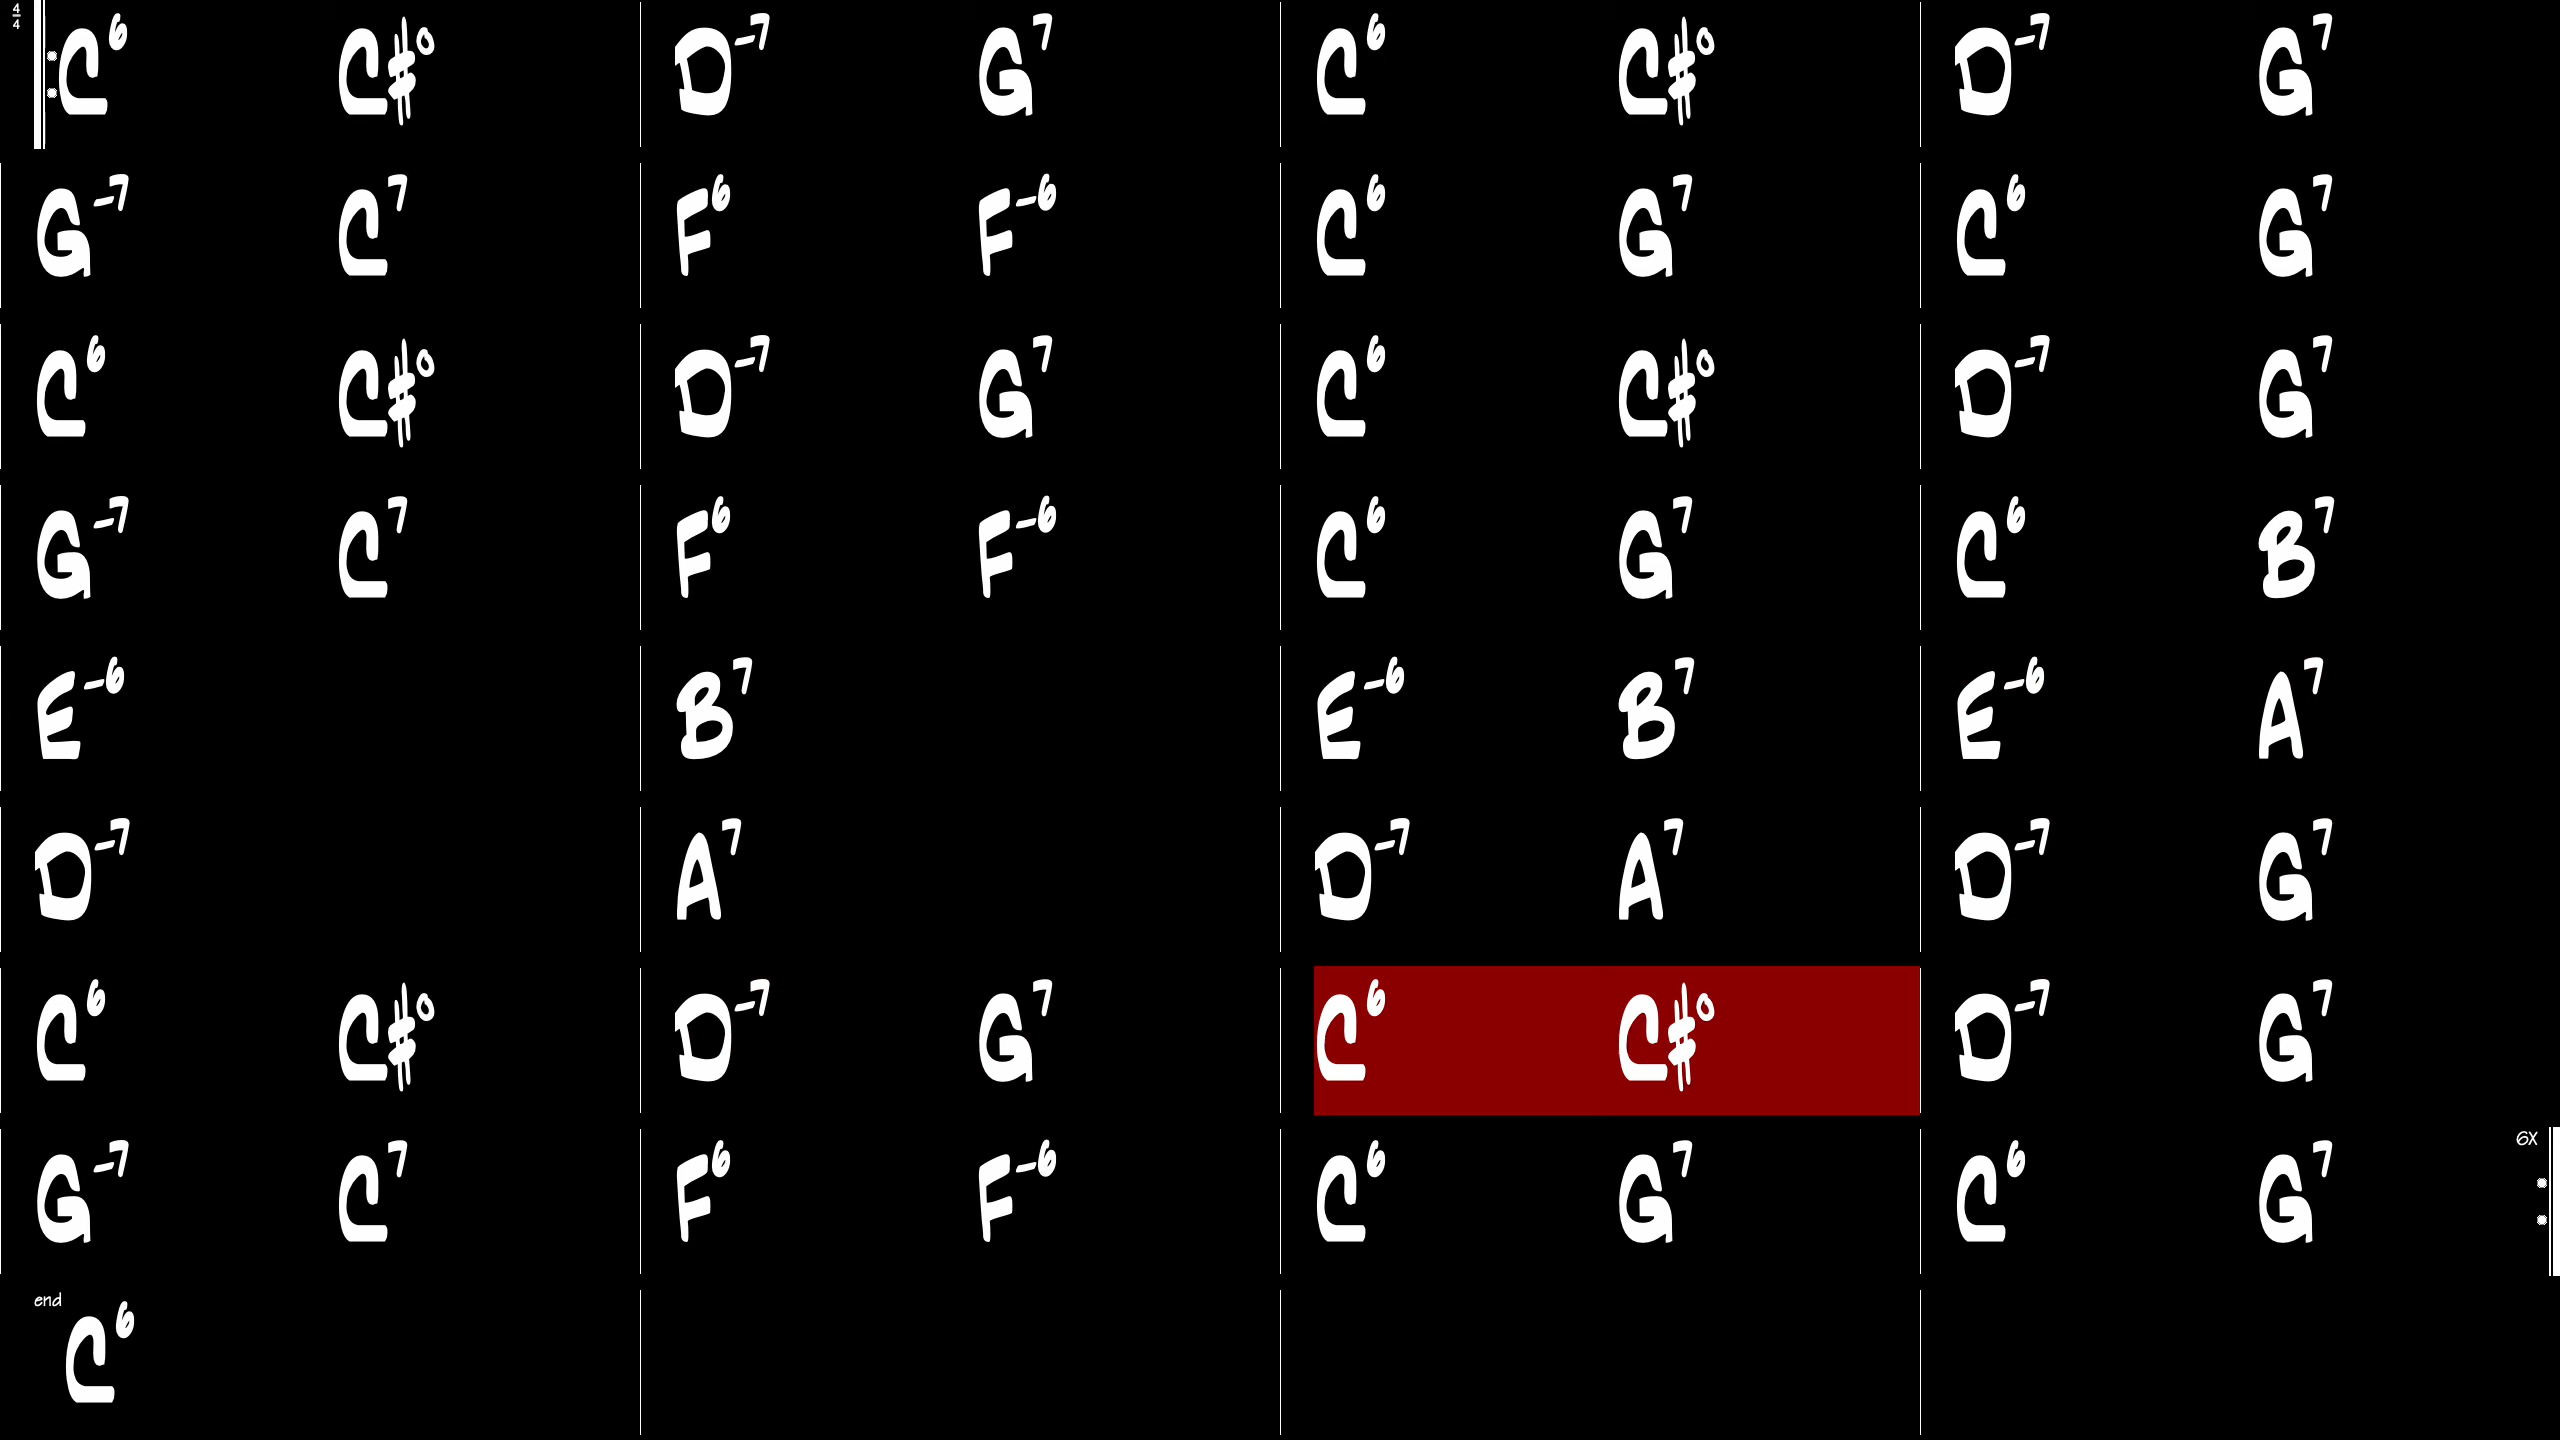 4/4 C6 C#o D-7 G7 C6 C#o D-7 G7
G-7 C7 F6 F-6 C6 G7 C6 G7
C6 C#o D-7 G7 C6 C#o D-7 G7
G-7 C7 F6 F-6 C6 G7 C6 B7
E-6 B7 E-6 B7 E-6 A7
D-7 A7 D-7 A7 D-7 G7
C6 C#o D-7 G7 C6 C#o D-7 G7
G-7 C7 F6 F-6 C6 G7 C6 G7 6X
end C6